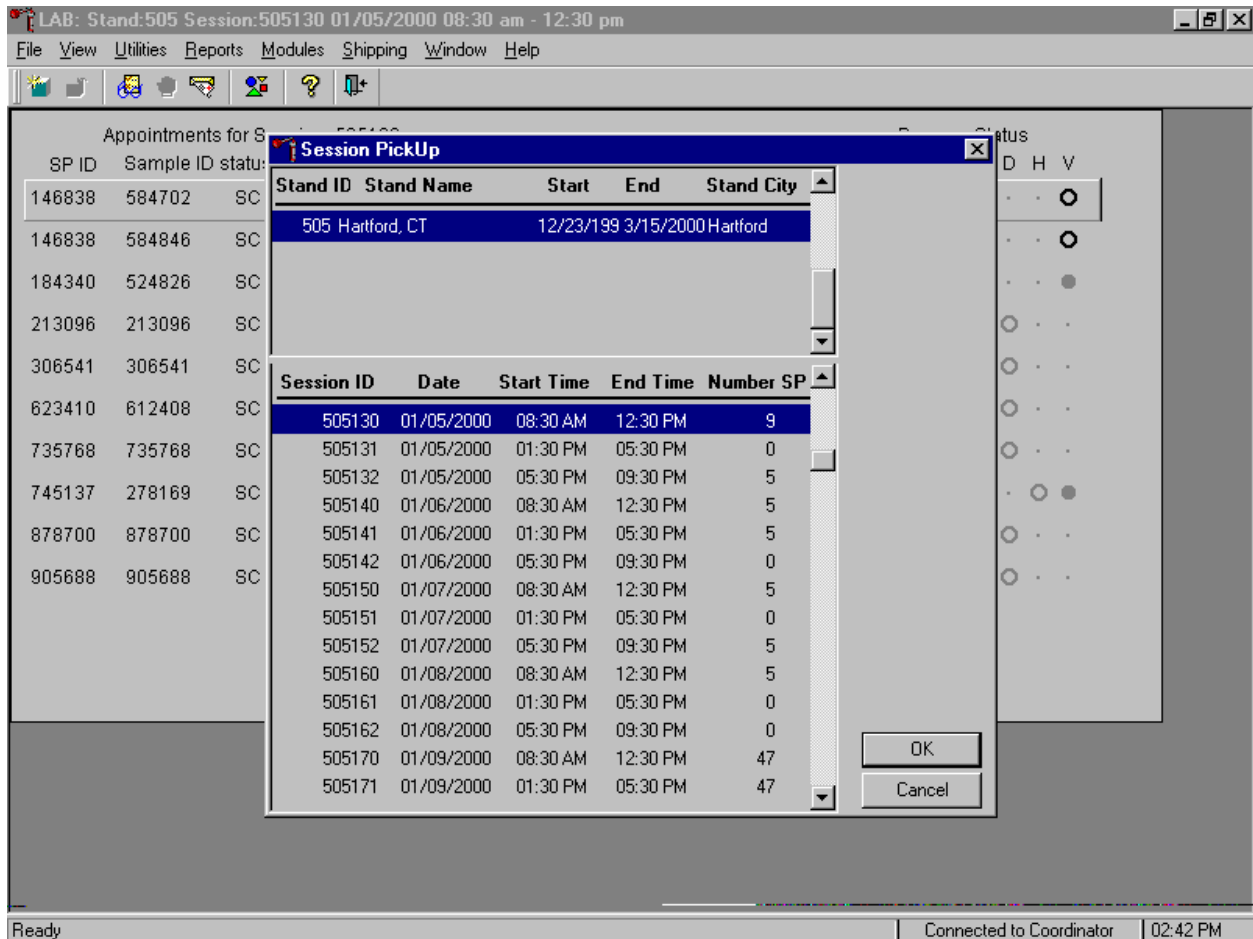 LAB: Stand:505 Session:505130 01/05/2000 08:30 am - 12:30 pm
File View Utilities Reports Modules Shipping Window Help
Appointments for
SP ID Sample ID D H V
146838 584702 SC
146838 584846 SC
184340 524826 SC
213096 213096 SC
306541 306541 SC
623410 612408 SC
735768 735768 SC
745137 278169 SC
878700 878700 SC
905688 905688 SC
Session PickUp
Stand ID Stand Name Start End Stand City
505 Hartford, CT 12/23/199 3/15/2000 Hartford
Session ID Date Start Time End Time Number SP
505130 01/05/2000 08:30 AM 12:30 PM 9
505131 01/05/2000 01:30 PM 05:30 PM 0
505132 01/05/2000 05:30 PM 09:30 PM 5
505140 01/06/2000 08:30 AM 12:30 PM 5
505141 01/06/2000 01:30 PM 05:30 PM 5
505142 01/06/2000 05:30 PM 09:30 PM 0
505150 01/07/2000 08:30 AM 12:30 PM 5
505151 01/07/2000 01:30 PM 05:30 PM 0
505152 01/07/2000 05:30 PM 09:30 PM 5
505160 01/08/2000 08:30 AM 12:30 PM 5
505161 01/08/2000 01:30 PM 05:30 PM 0
505162 01/08/2000 05:30 PM 09:30 PM 0
505170 01/09/2000 08:30 AM 12:30 PM 47
505171 01/09/2000 01:30 PM 05:30 PM 47
OK
Cancel
Ready Connected to Coordinator 02:42 PM